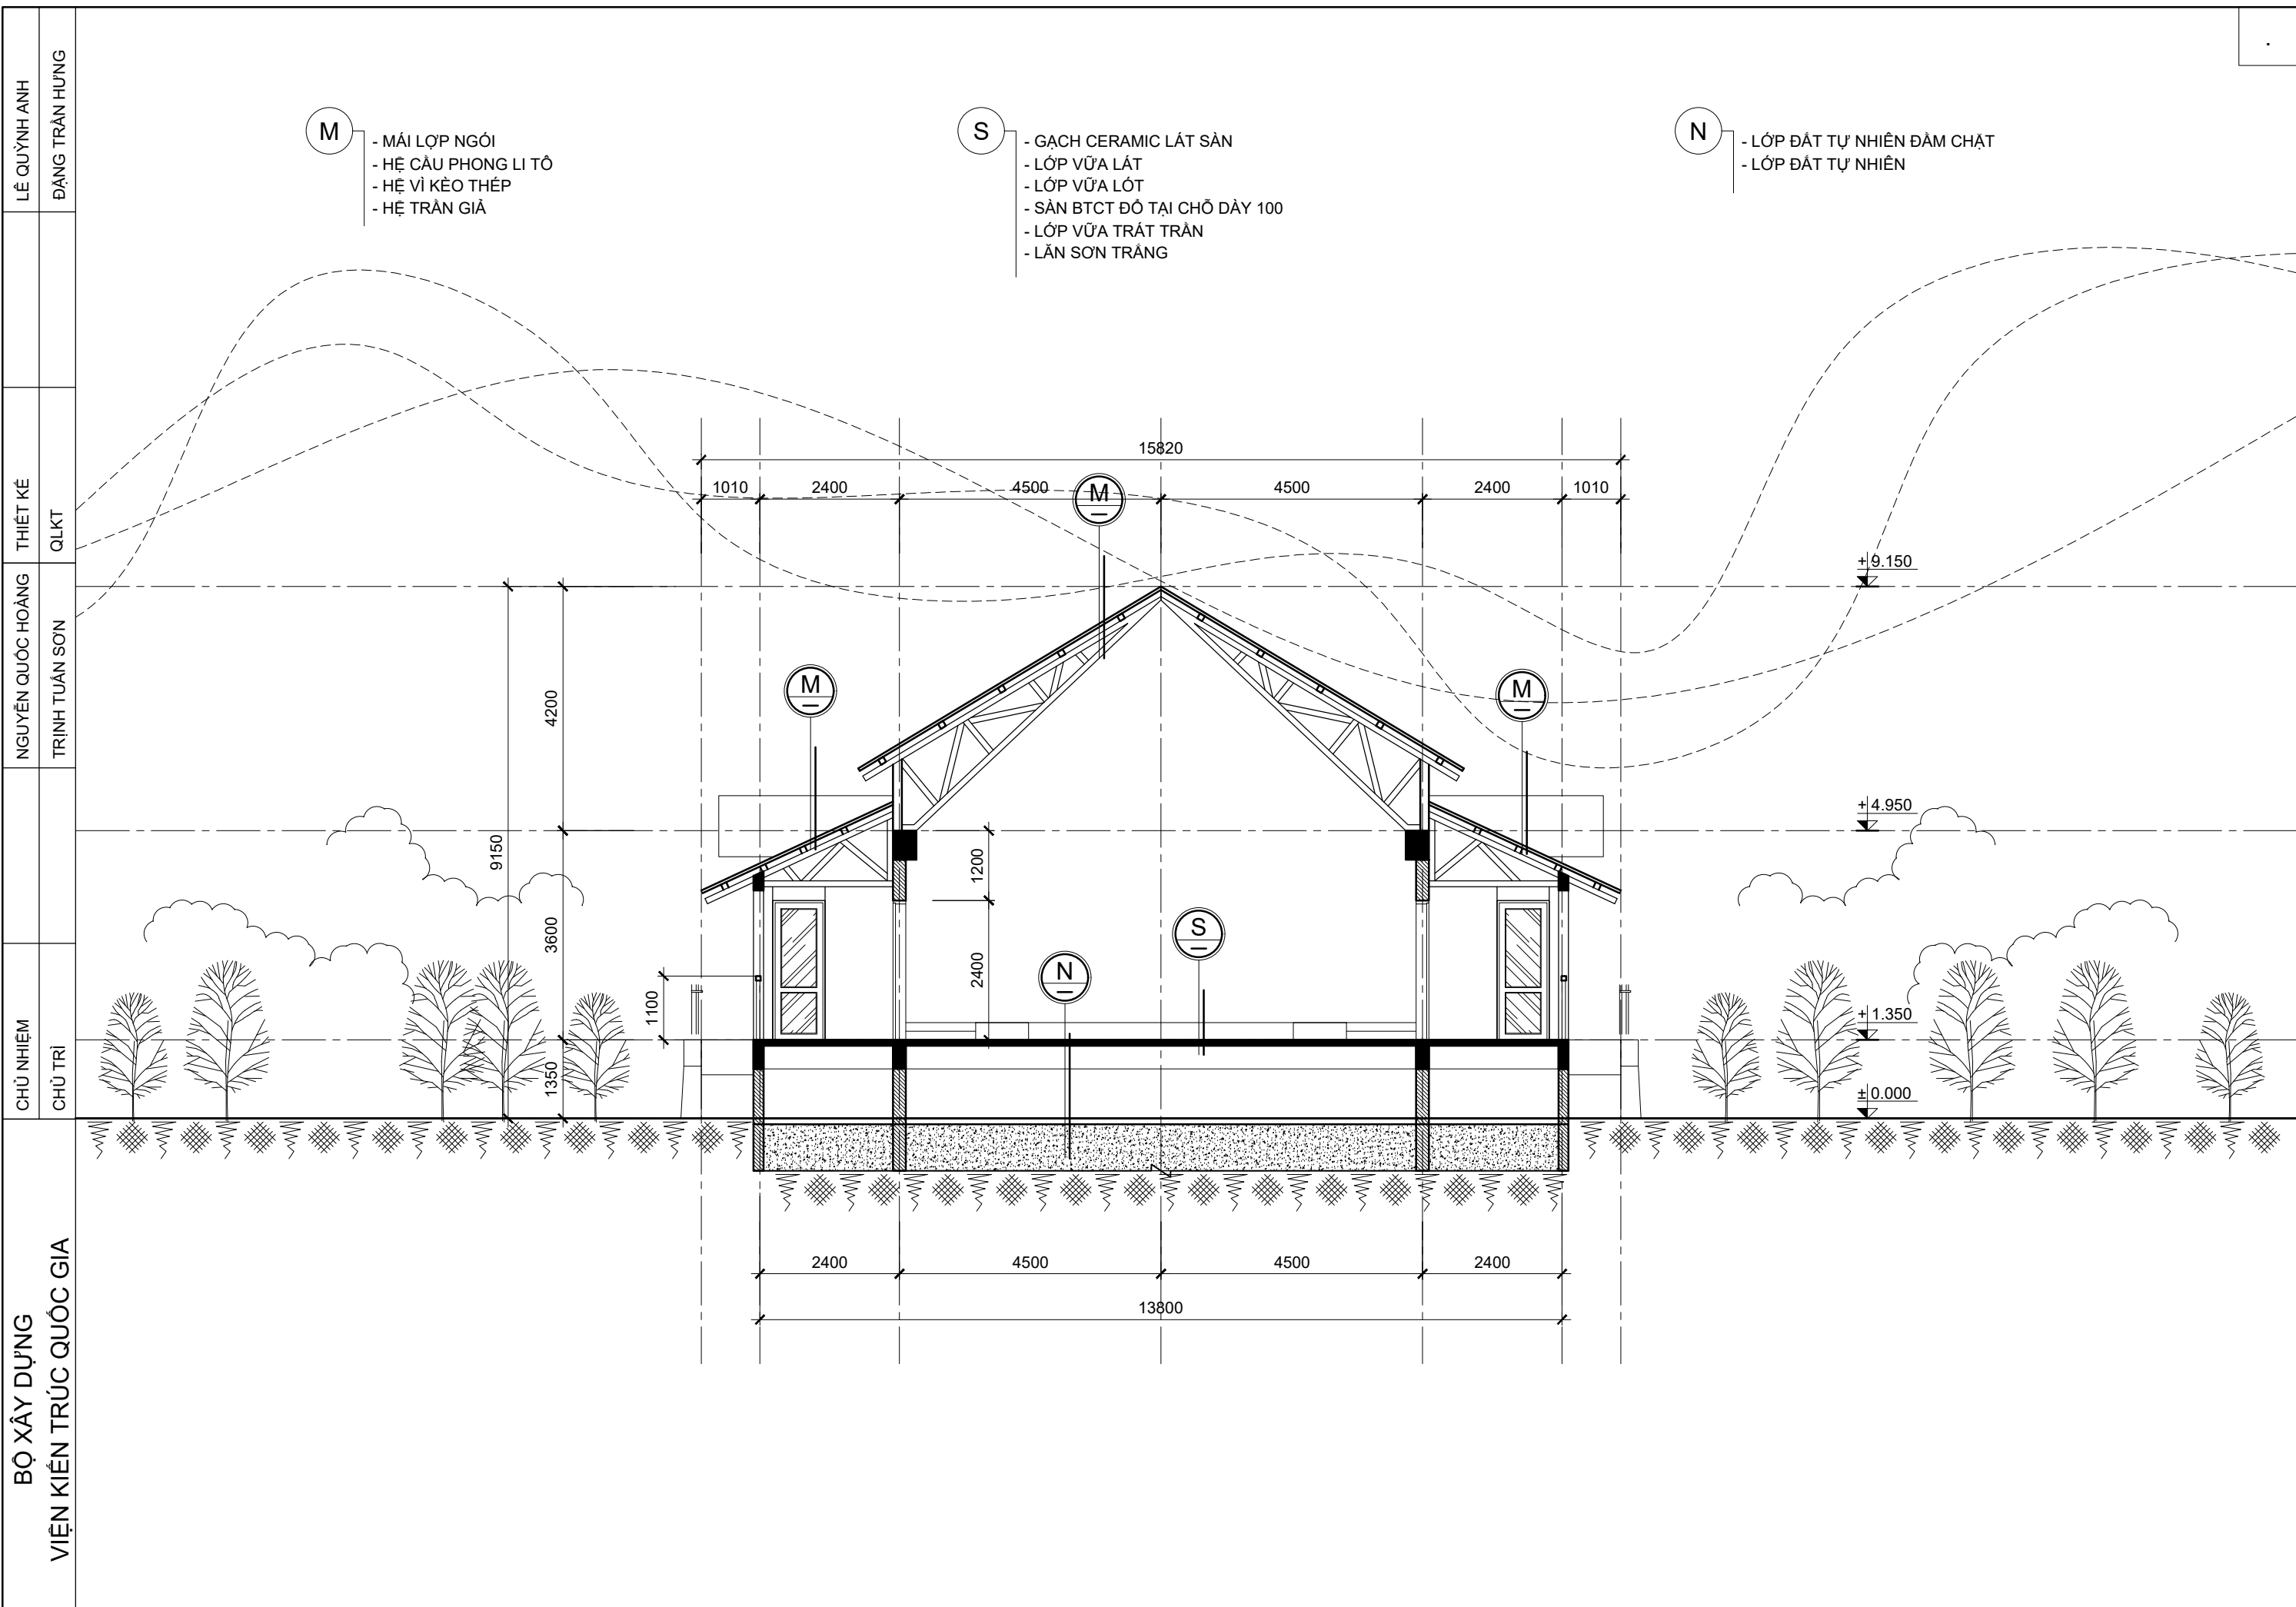 LÊ QUỲNH ANH
ĐẶNG TRẦN HƯNG
THIẾT KẾ
QLKT
NGUYỄN QUỐC HOÀNG
TRỊNH TUẤN SƠN
CHỦ NHIỆM
CHỦ TRÌ
BỘ XÂY DỰNG
VIỆN KIẾN TRÚC QUỐC GIA
M
- MÁI LỢP NGÓI
- HỆ CẦU PHONG LI TÔ
- HỆ VÌ KÈO THÉP
- HỆ TRẦN GIẢ
S
- GẠCH CERAMIC LÁT SÀN
- LỚP VỮA LÁT
- LỚP VỮA LÓT
- SÀN BTCT ĐỔ TẠI CHỖ DÀY 100
- LỚP VỮA TRÁT TRẦN
- LĂN SƠN TRẮNG
N
- LỚP ĐẤT TỰ NHIÊN ĐẦM CHẶT
- LỚP ĐẤT TỰ NHIÊN
15820
1010 2400 4500 4500 2400 1010
M
+9.150
M
M
4200
9150
+4.950
1200
3600
S
2400
N
1100
+1.350
1350
±0.000
2400 4500 4500 2400
13800